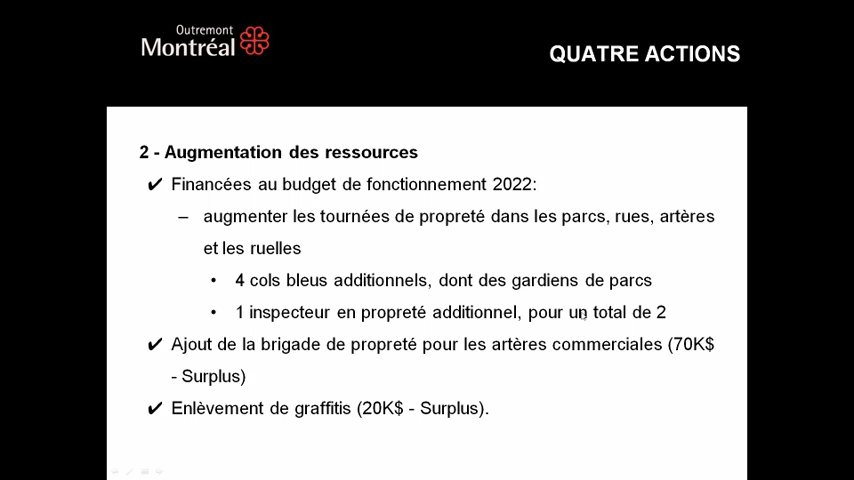 Outremont
Montréal
QUATRE ACTIONS
2 - Augmentation des ressources
✔ Financées au budget de fonctionnement 2022:
– augmenter les tournées de propreté dans les parcs, rues, artères
et les ruelles
• 4 cols bleus additionnels, dont des gardiens de parcs
• 1 inspecteur en propreté additionnel, pour un total de 2
✔ Ajout de la brigade de propreté pour les artères commerciales (70K$
- Surplus)
✔ Enlèvement de graffitis (20K$ - Surplus).